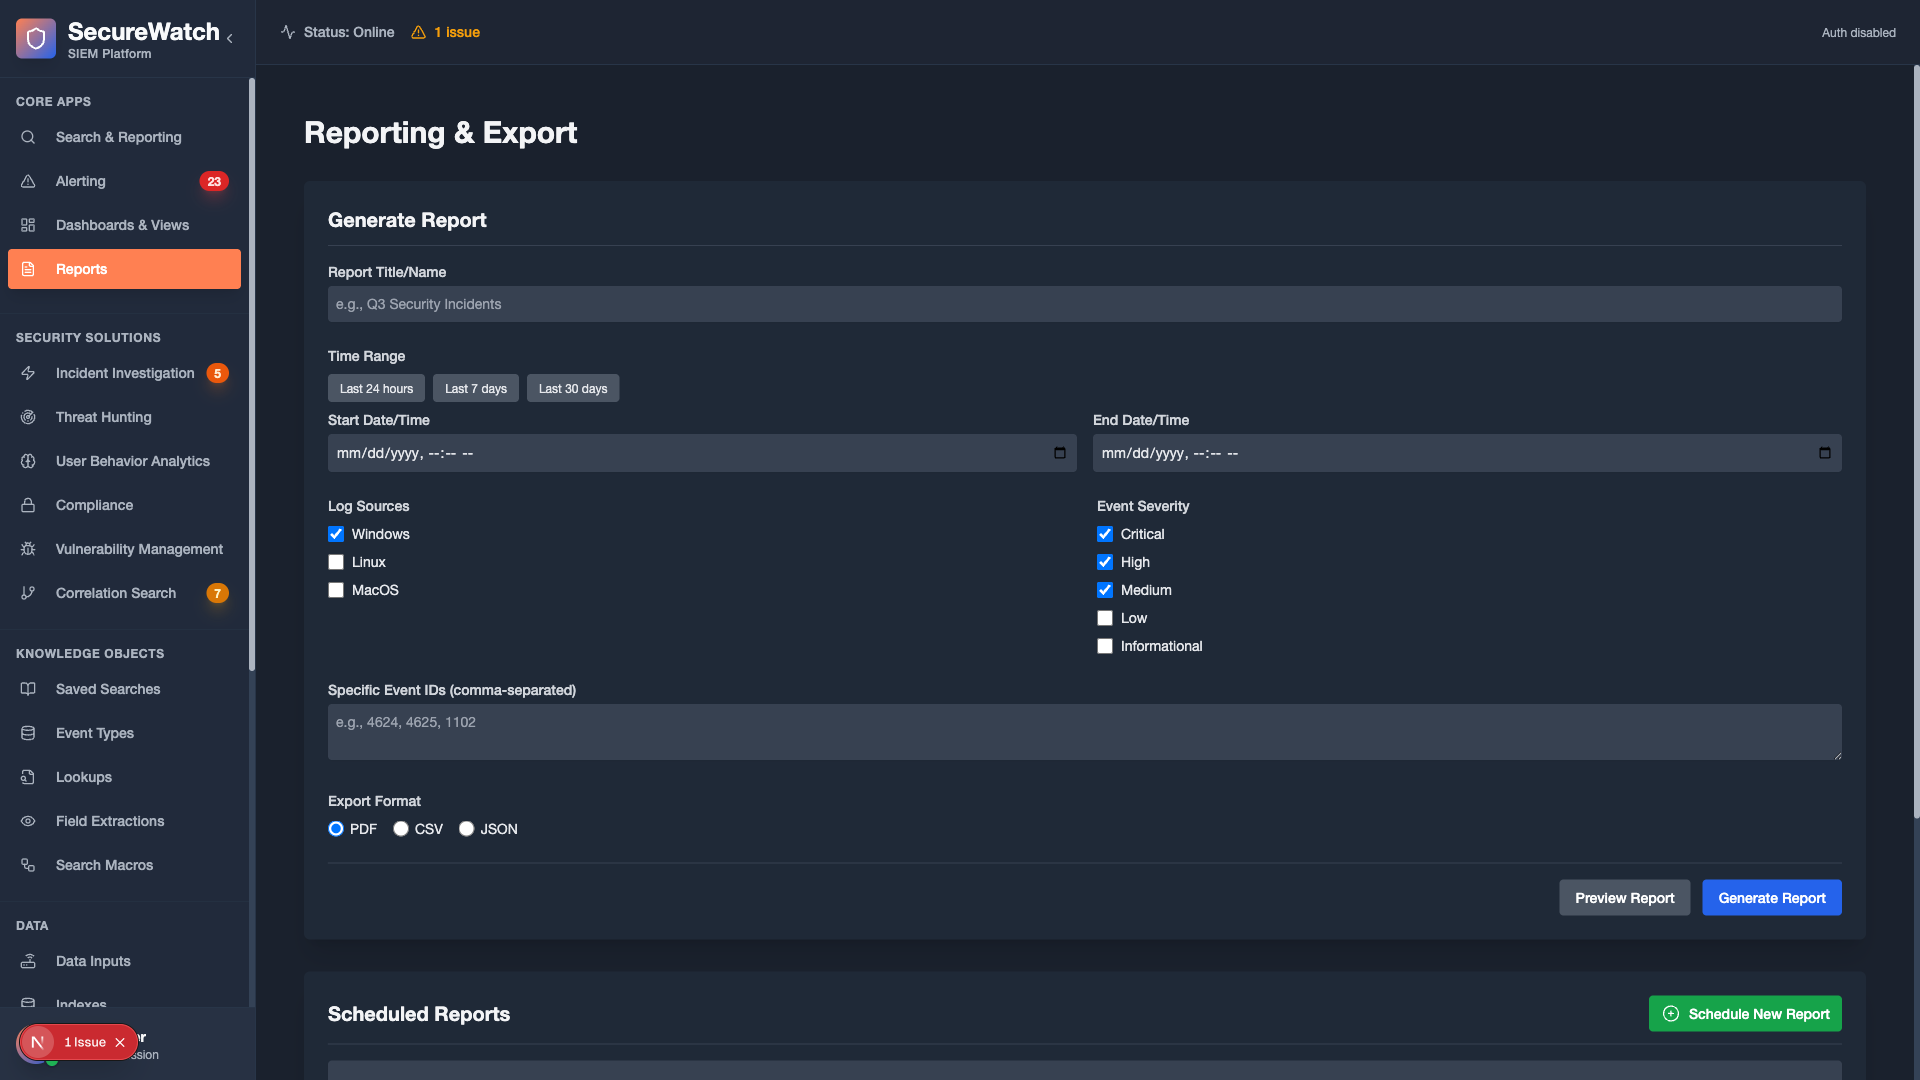 SecureWatch
SIEM Platform
Status: Online
1 issue
Auth disabled
CORE APPS
Search & Reporting
Alerting
23
Dashboards & Views
Reports
SECURITY SOLUTIONS
Incident Investigation
5
Threat Hunting
User Behavior Analytics
Compliance
Vulnerability Management
Correlation Search
7
KNOWLEDGE OBJECTS
Saved Searches
Event Types
Lookups
Field Extractions
Search Macros
DATA
Data Inputs
Indexes
N
1 Issue
Reporting & Export
Generate Report
Report Title/Name
e.g., Q3 Security Incidents
Time Range
Last 24 hours
Last 7 days
Last 30 days
Start Date/Time
End Date/Time
mm/dd/yyyy, --:-- --
mm/dd/yyyy, --:-- --
Log Sources
Windows
Linux
MacOS
Event Severity
Critical
High
Medium
Low
Informational
Specific Event IDs (comma-separated)
e.g., 4624, 4625, 1102
Export Format
PDF
CSV
JSON
Preview Report
Generate Report
Scheduled Reports
Schedule New Report